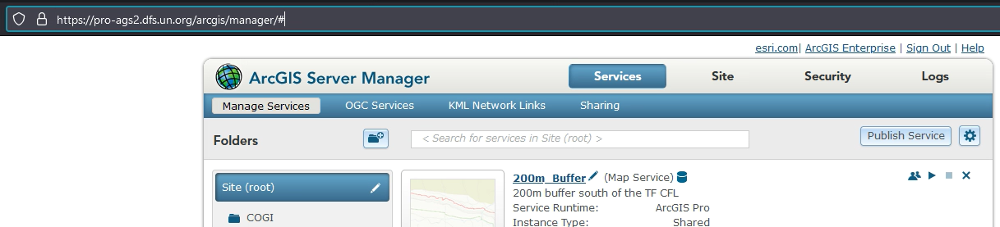 https://pro-ags2.dfs.un.org/arcgis/manager/#
esri.com| ArcGIS Enterprise | Sign Out | Help
ArcGIS Server Manager Services Site Security Logs
Manage Services OGC Services KML Network Links Sharing
Folders < Search for services in Site (root) > Publish Service
Site (root) 200m_Buffer (Map Service)
200m buffer south of the TF CFL
Service Runtime: ArcGIS Pro
COGI Instance Type: Shared